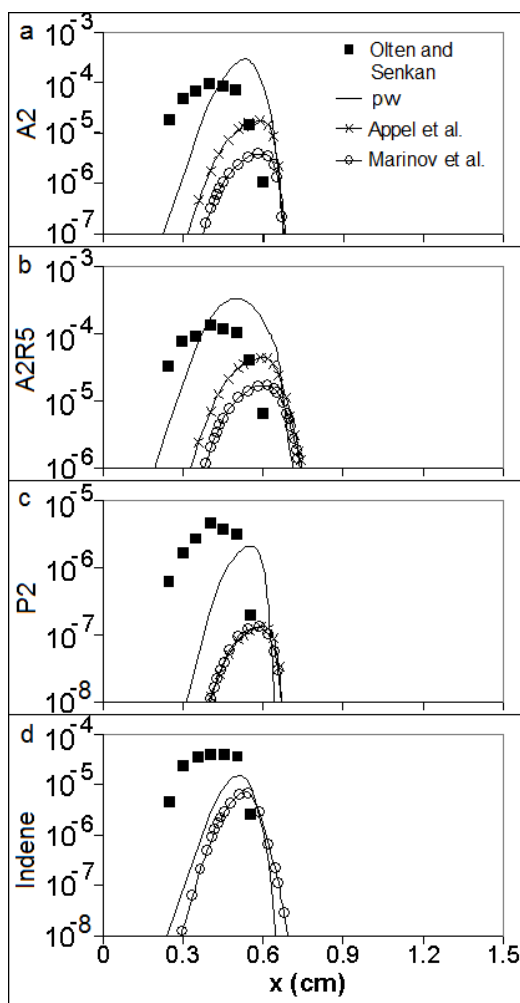 a
A2
10-3
10-4
10-5
10-6
10-7
Olten and
Senkan
pw
Appel et al.
Marinov et al.
b
A2R5
10-3
10-4
10-5
10-6
c
P2
10-5
10-6
10-7
10-8
d
Indene
10-4
10-5
10-6
10-7
10-8
0 0.3 0.6 0.9 1.2 1.5
x (cm)